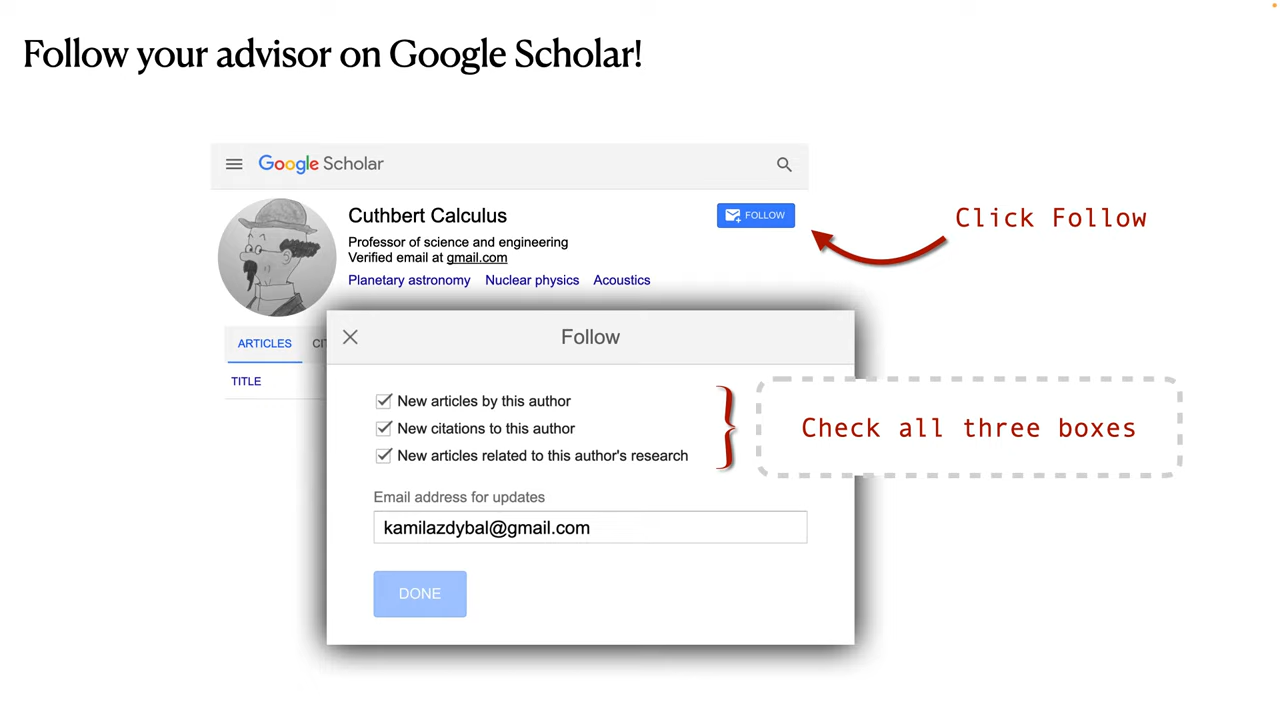 Follow your advisor on Google Scholar!
Google Scholar
Cuthbert Calculus
FOLLOW
Click Follow
Professor of science and engineering
Verified email at gmail.com
Planetary astronomy Nuclear physics Acoustics
ARTICLES CI
TITLE
Follow
New articles by this author
New citations to this author
New articles related to this author's research
Check all three boxes
Email address for updates
kamilazdybal@gmail.com
DONE